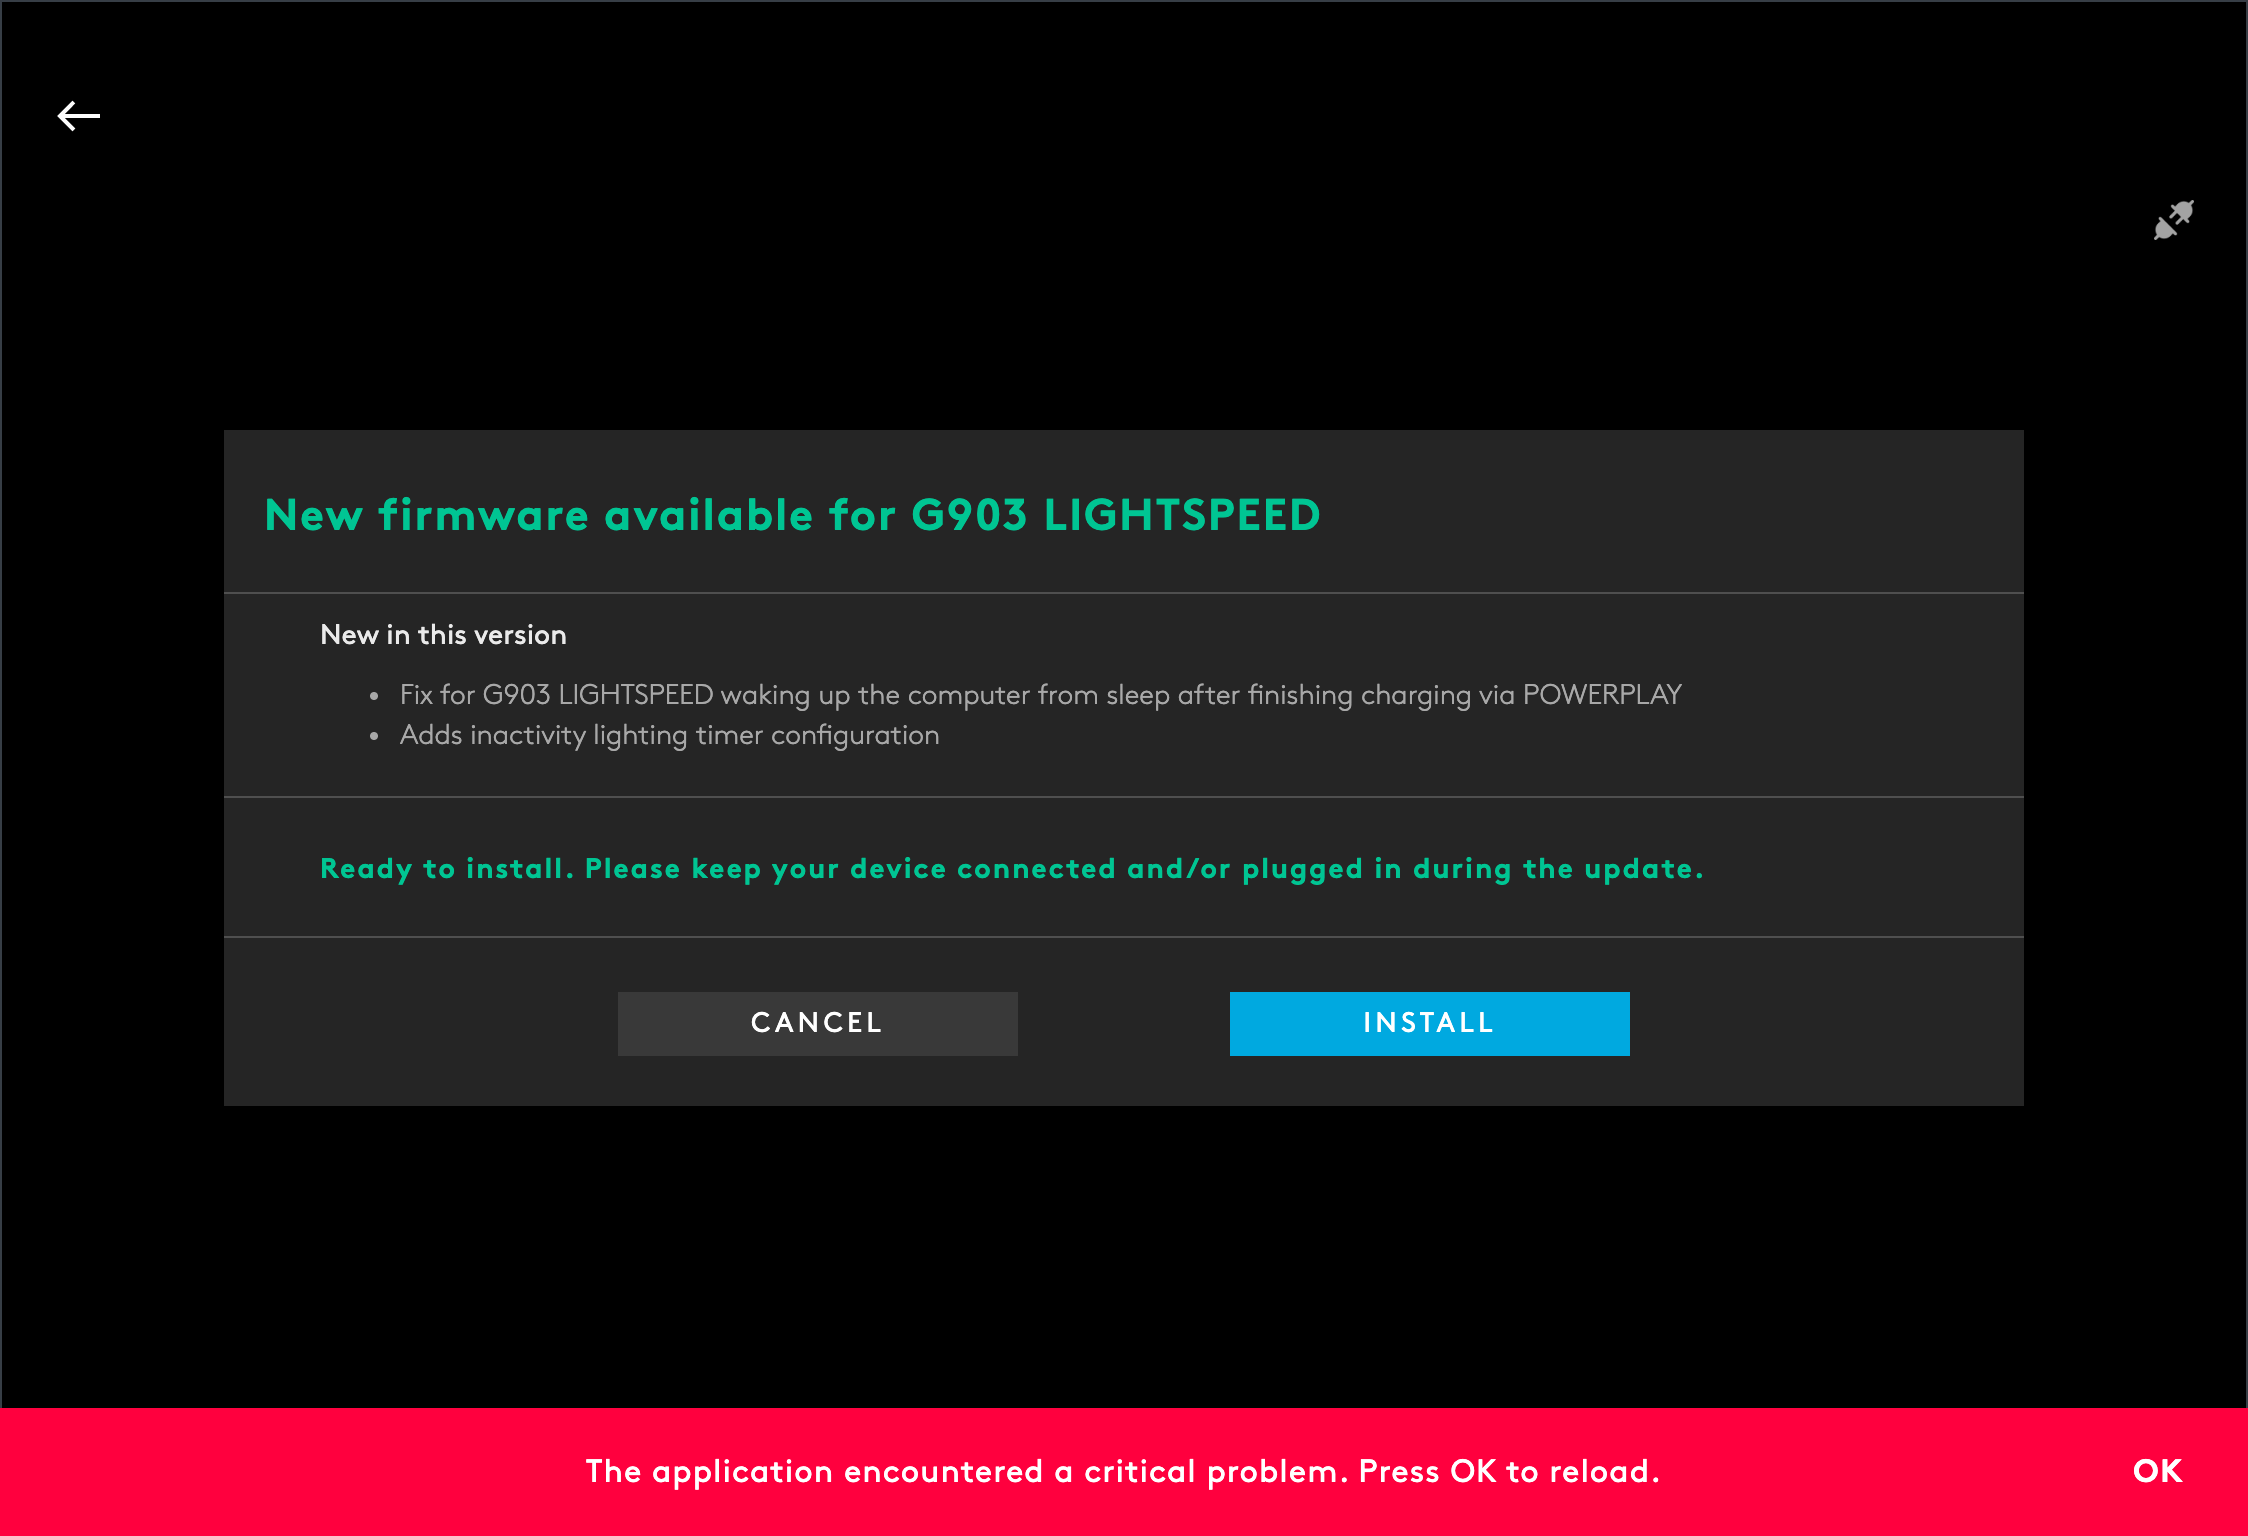 New firmware available for G903 LIGHTSPEED
New in this version
• Fix for G903 LIGHTSPEED waking up the computer from sleep after finishing charging via POWERPLAY
• Adds inactivity lighting timer configuration
Ready to install. Please keep your device connected and/or plugged in during the update.
CANCEL
INSTALL
The application encountered a critical problem. Press OK to reload.
OK